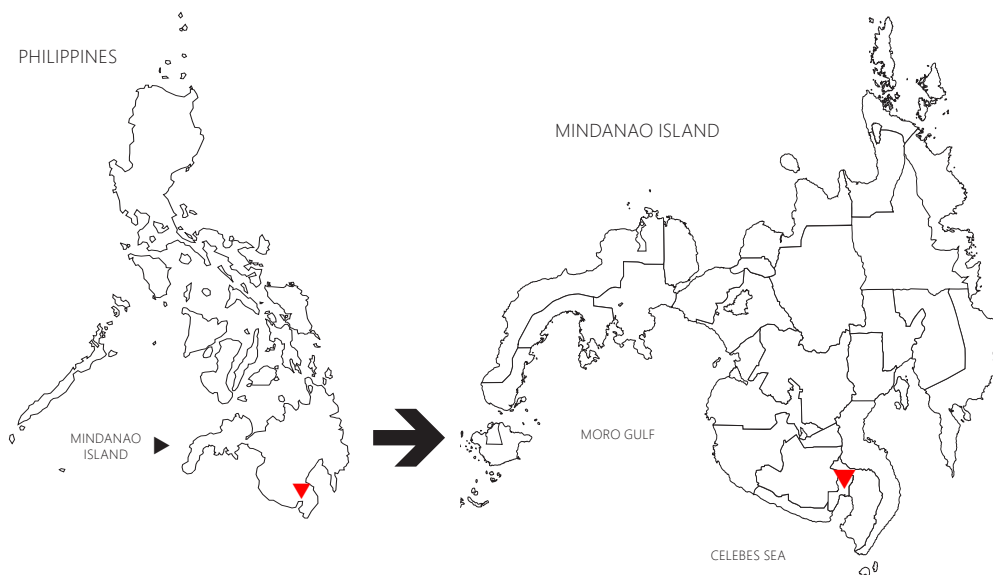 PHILIPPINES
MINDANAO ISLAND
MINDANAO
ISLAND
MORO GULF
CELEBES SEA